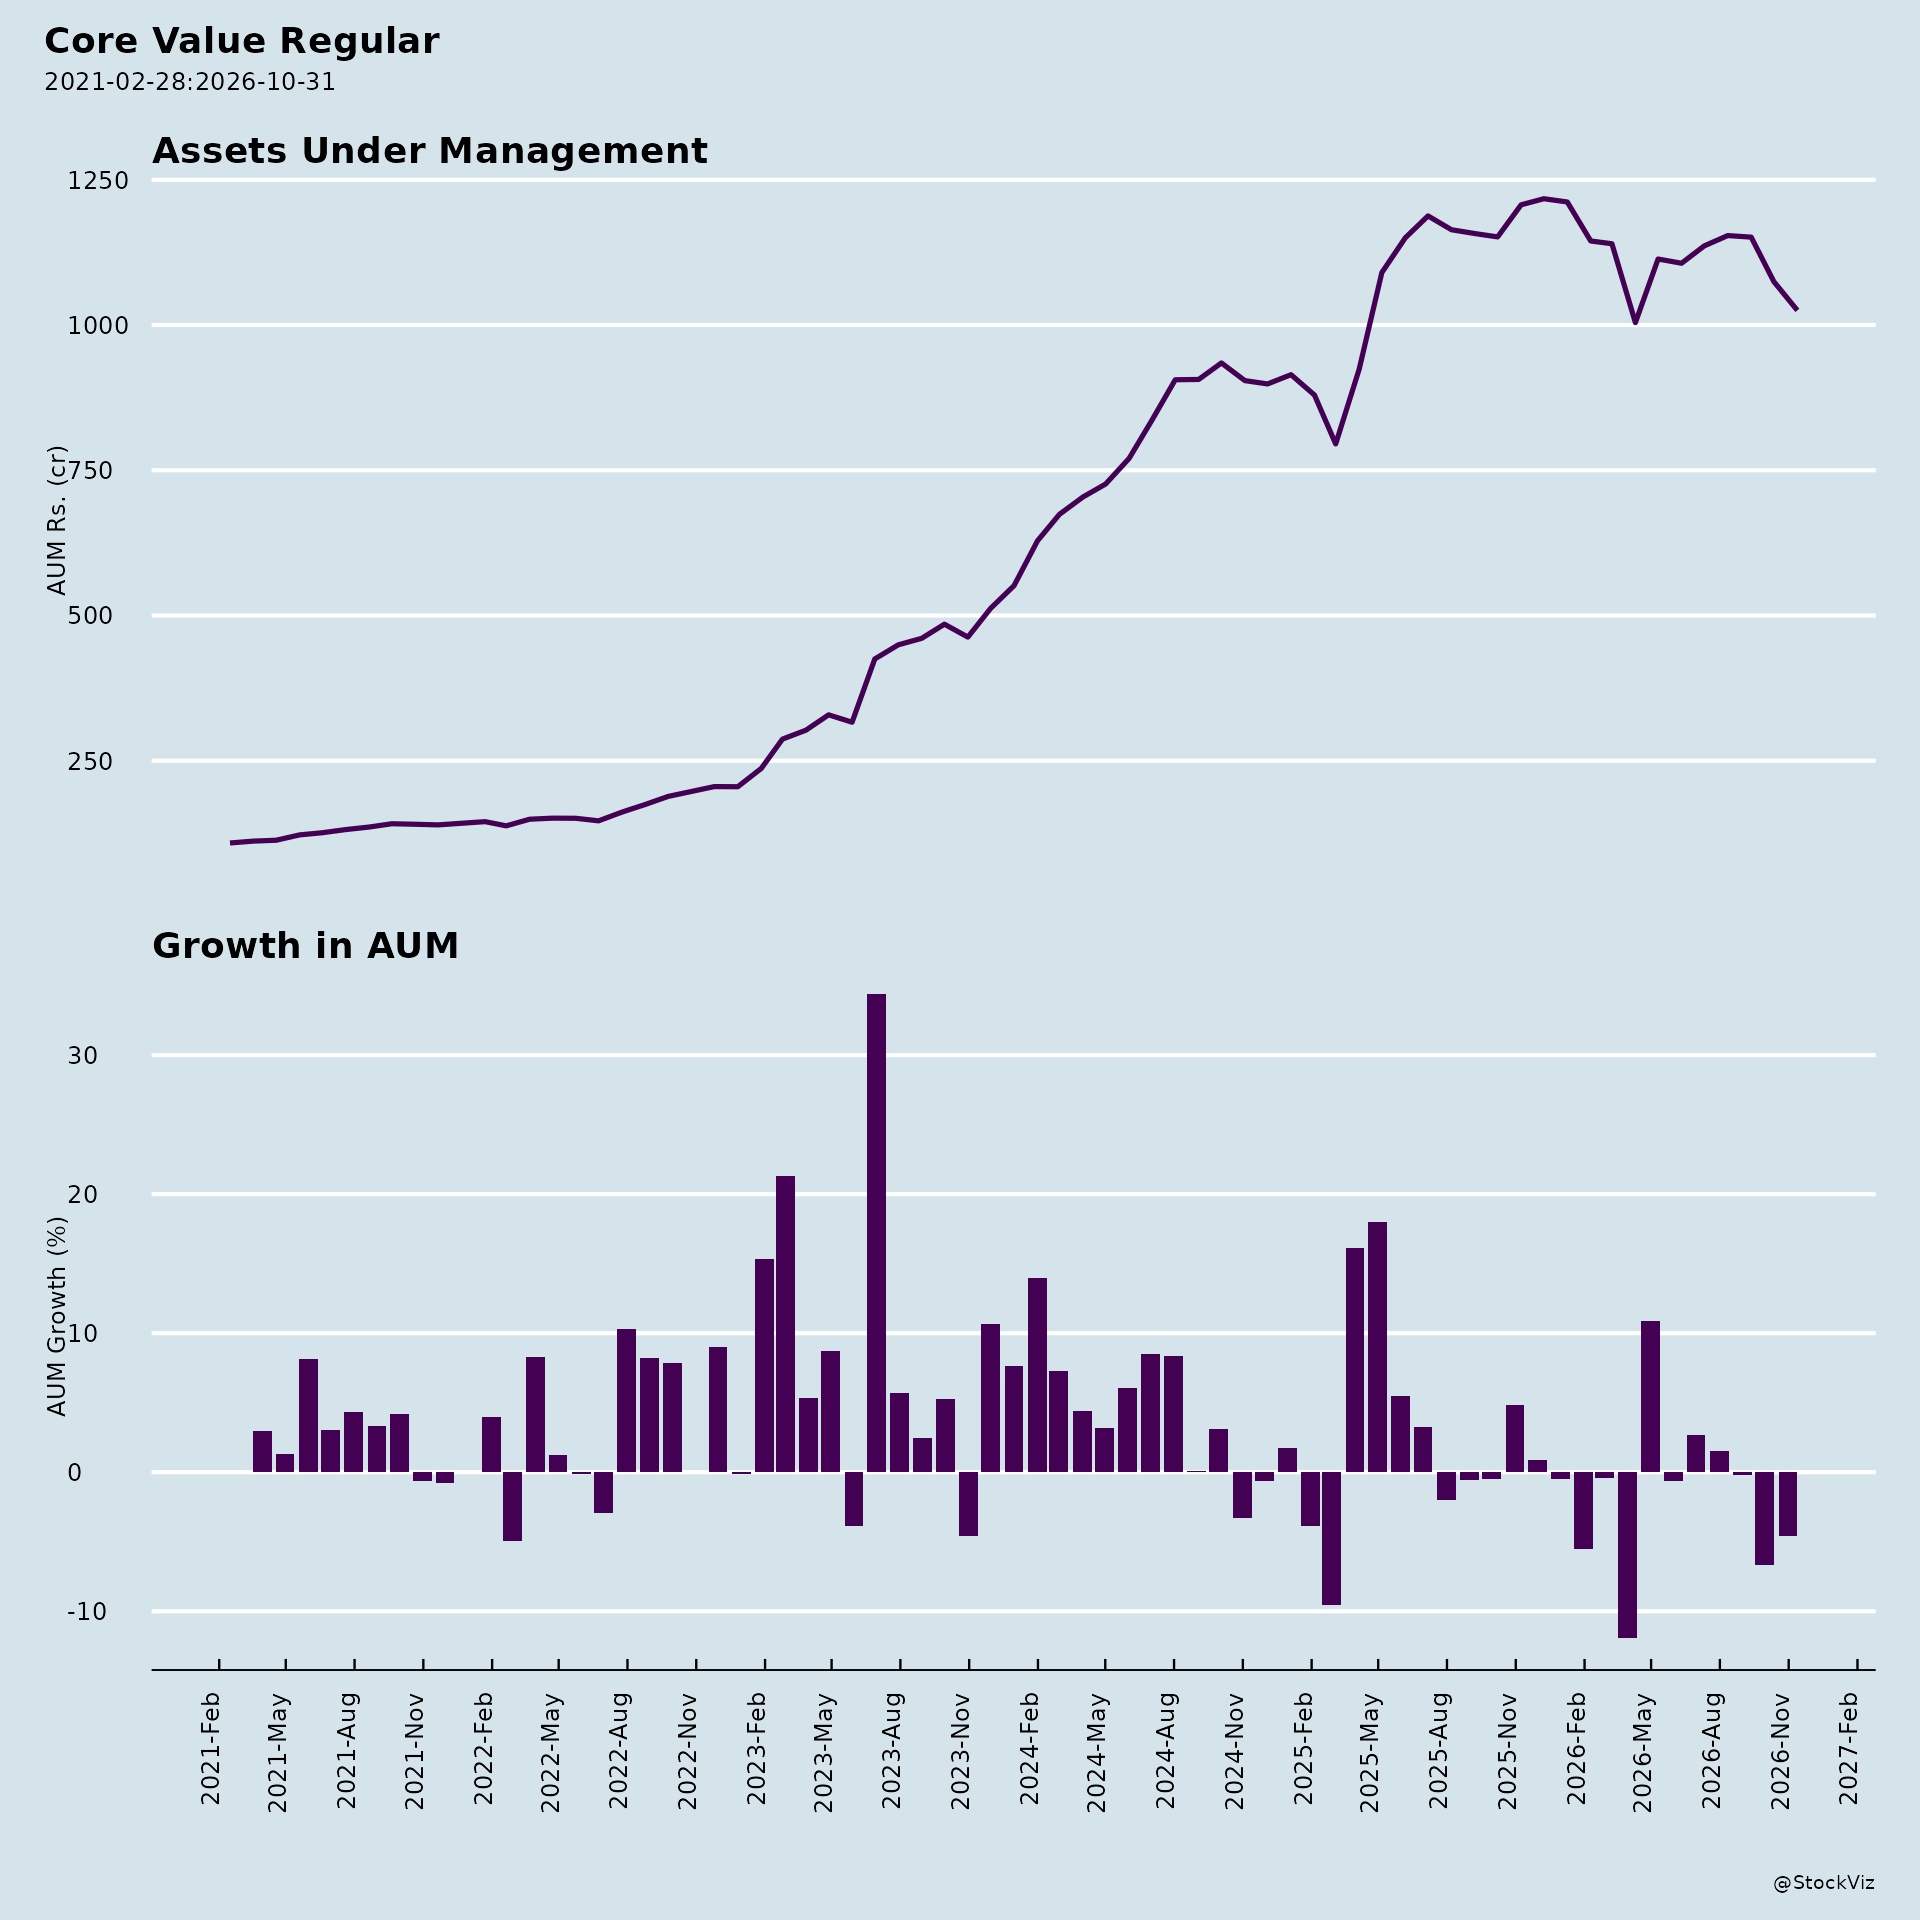 Core Value Regular
2021-02-28:2026-10-31
Assets Under Management
AUM Rs. (cr)
1250
1000
750
500
250
Growth in AUM
AUM Growth (%)
30
20
10
0
-10
2021-Feb
2021-May
2021-Aug
2021-Nov
2022-Feb
2022-May
2022-Aug
2022-Nov
2023-Feb
2023-May
2023-Aug
2023-Nov
2024-Feb
2024-May
2024-Aug
2024-Nov
2025-Feb
2025-May
2025-Aug
2025-Nov
2026-Feb
2026-May
2026-Aug
2026-Nov
2027-Feb
@StockViz